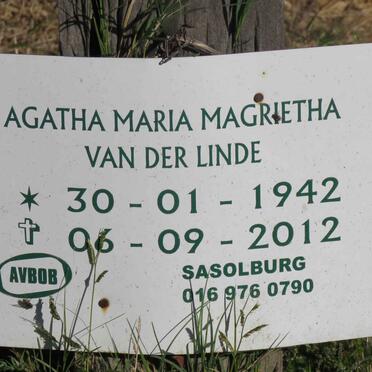 AGATHA MARIA MAGRIETHA
VAN DER LINDE
30 - 01 - 1942
06 - 09 - 2012
AVBOB
SASOLBURG
016 976 0790